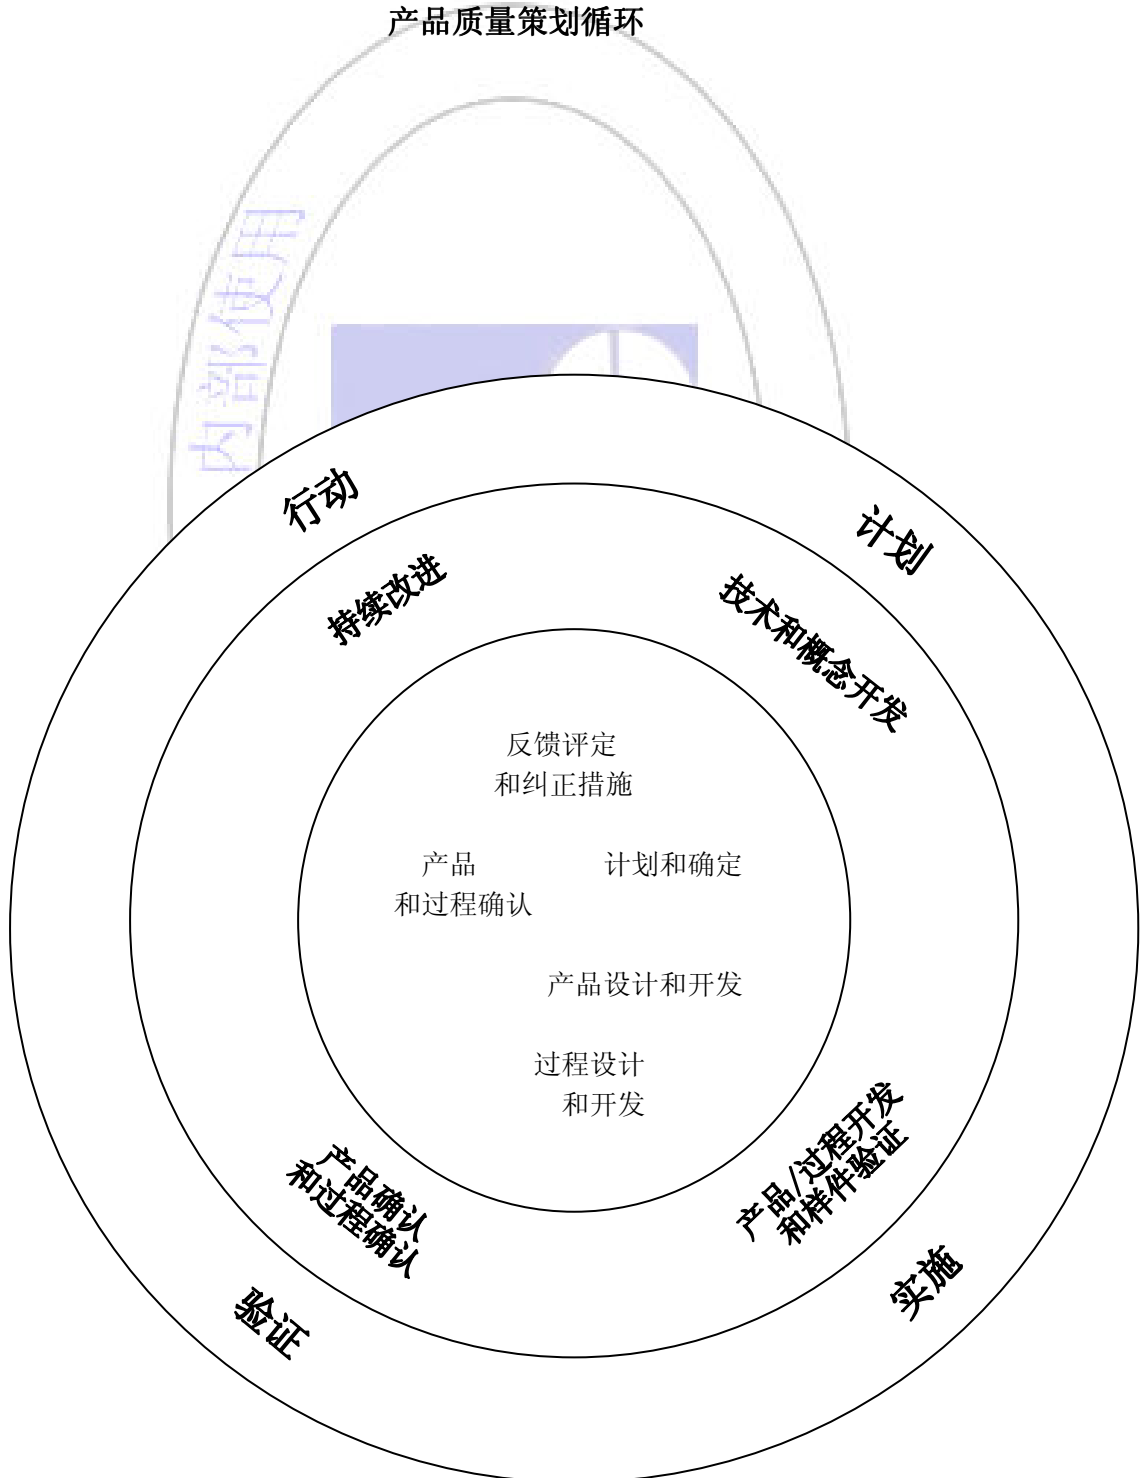 产品质量策划循环
内部使用
行动
计划
持续改进
技术和概念开发
反馈评定
和纠正措施
产品
和过程确认
计划和确定
产品设计和开发
过程设计
和开发
产品确认
和过程确认
产品/过程开发
和样件验证
验证
实施